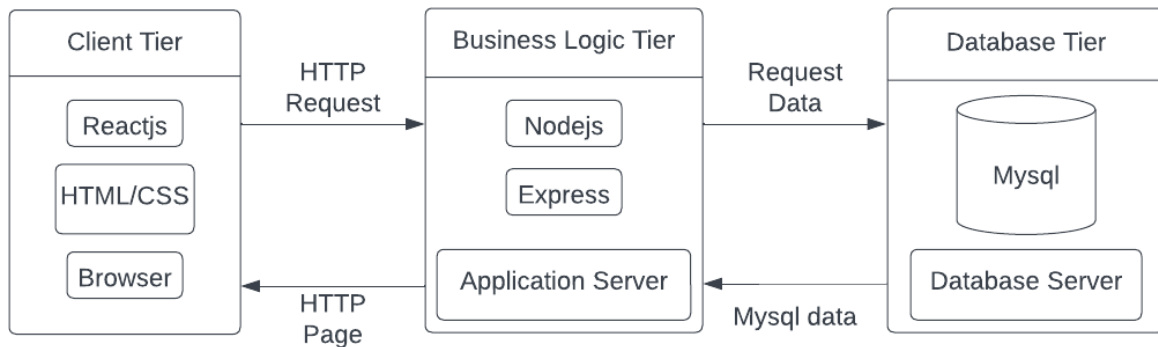 Client Tier
Reactjs
HTML/CSS
Browser
HTTP
Request
HTTP
Page
Business Logic Tier
Nodejs
Express
Application Server
Request
Data
Mysql data
Database Tier
Mysql
Database Server